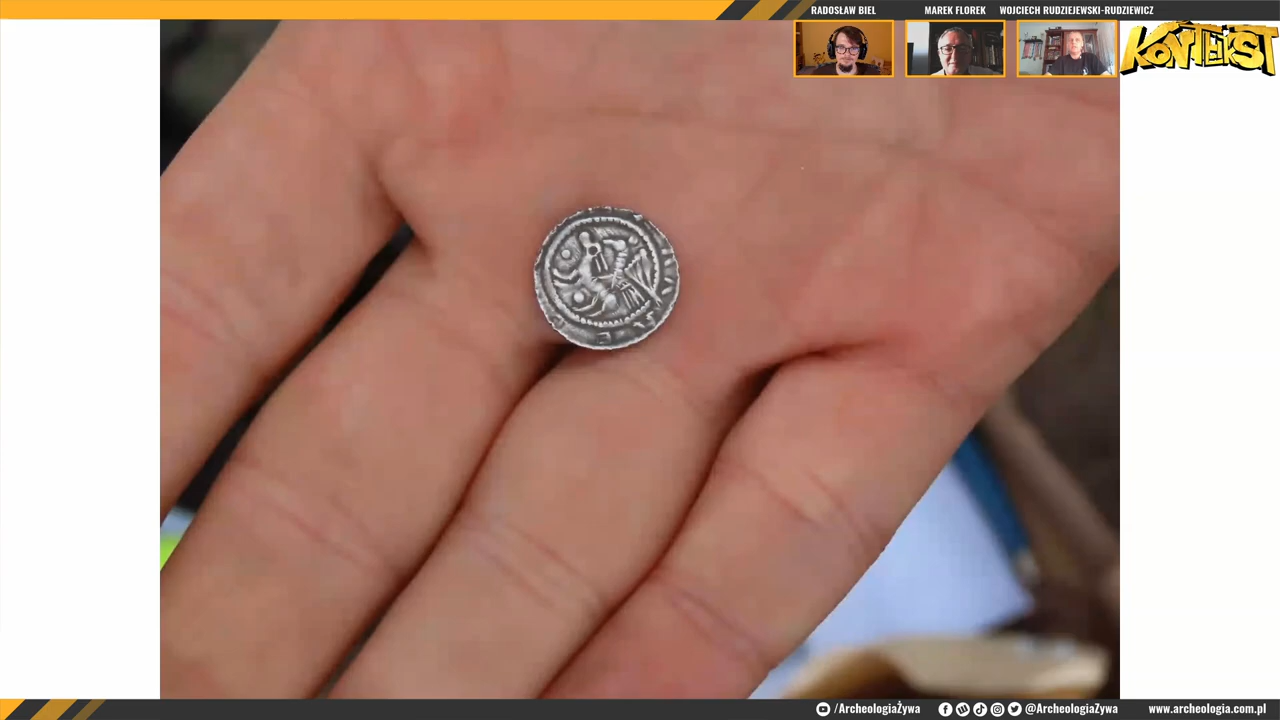 RADOSŁAW BIEL
MAREK FLOREK
WOJCIECH RUDZIEJEWSKI-RUDZIEWICZ
KONTEKST
/ArcheologiaŻywa
@ArcheologiaŻywa
www.archeologia.com.pl